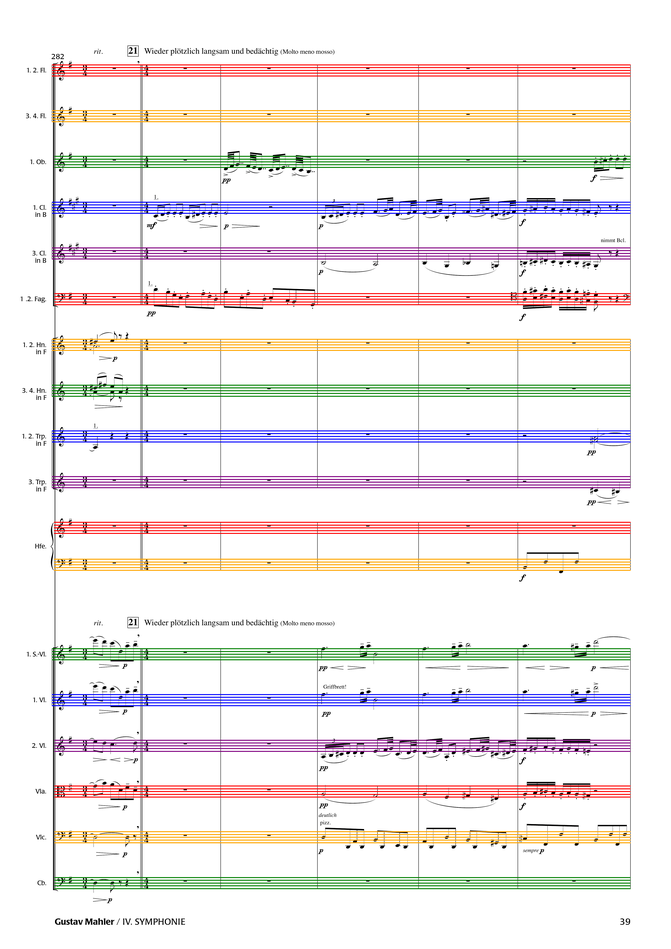 282
rit. 21 Wieder plötzlich langsam und bedächtig (Molto meno mosso)
1. 2. Fl.
3. 4. Fl.
1. Ob.
pp
f
1. Cl.
in B
1.
mf
p
p
f
3. Cl.
in B
nimmt Bcl.
p
f
1. 2. Fag.
1.
pp
f
1. 2. Hn.
in F
p
3. 4. Hn.
in F
1. 2. Trp.
in F
1.
pp
3. Trp.
in F
pp
Hfe.
f
rit. 21 Wieder plötzlich langsam und bedächtig (Molto meno mosso)
1. S.-Vl.
p
pp
p
1. Vl.
Griffbrett!
p
pp
p
2. Vl.
p
pp
f
Vla.
p
pp
f
deutlich
pizz.
Vlc.
p
p
sempre p
Cb.
p
Gustav Mahler / IV. SYMPHONIE
39